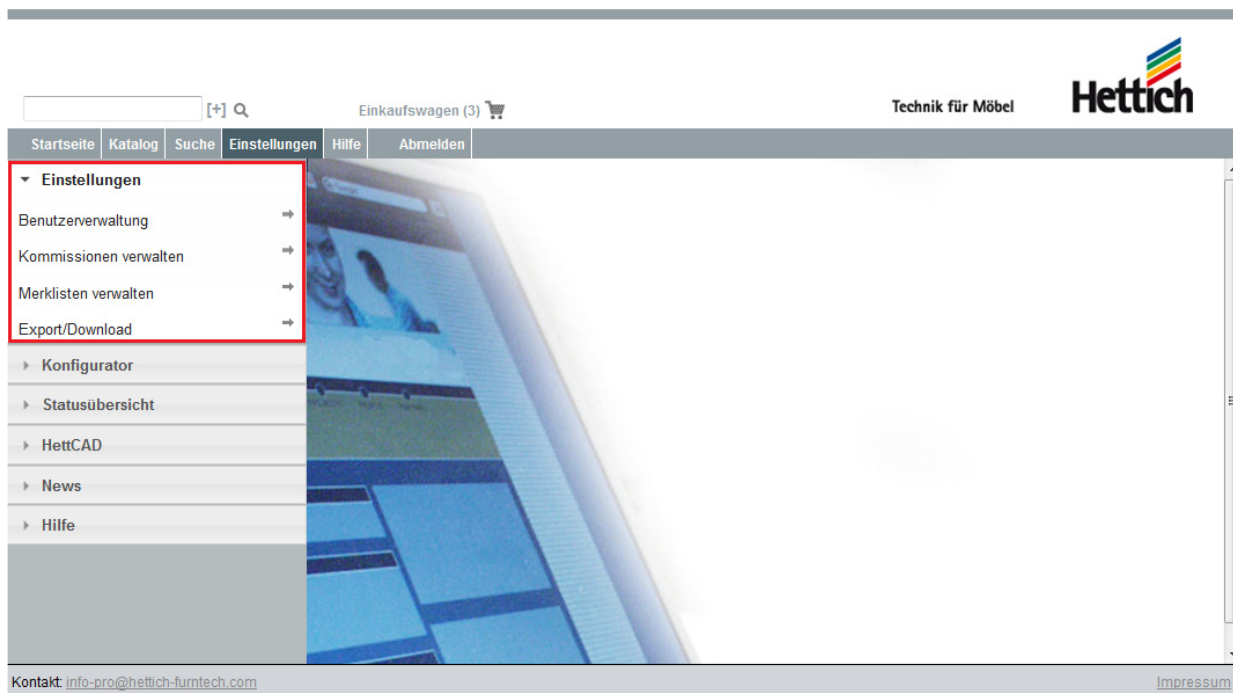 Hettich
[+]
Einkaufswagen (3)
Technik für Möbel
Startseite Katalog Suche Einstellungen Hilfe Abmelden
Einstellungen
Benutzerverwaltung
Kommissionen verwalten
Merklisten verwalten
Export/Download
Konfigurator
Statusübersicht
HettCAD
News
Hilfe
Kontakt: info-pro@hettich-furntech.com
Impressum